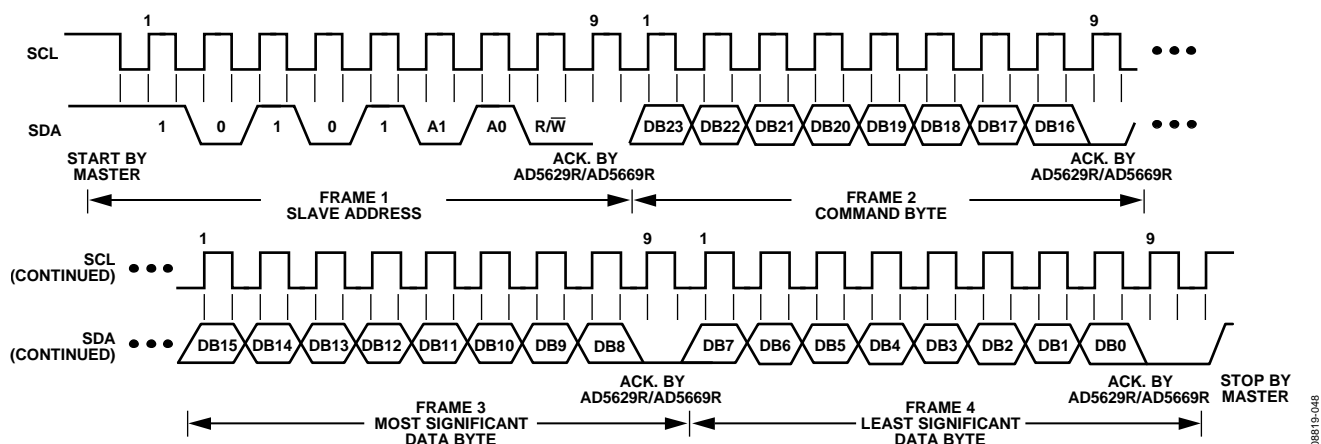 1 9 1 9
SCL
SDA 1 0 1 0 1 A1 A0 R/W̅ DB23 DB22 DB21 DB20 DB19 DB18 DB17 DB16
START BY
MASTER
ACK. BY
AD5629R/AD5669R
ACK. BY
AD5629R/AD5669R
FRAME 1
SLAVE ADDRESS
FRAME 2
COMMAND BYTE
1 9 1 9
SCL
(CONTINUED)
SDA
(CONTINUED)
DB15 DB14 DB13 DB12 DB11 DB10 DB9 DB8 DB7 DB6 DB5 DB4 DB3 DB2 DB1 DB0
ACK. BY
AD5629R/AD5669R
ACK. BY
AD5629R/AD5669R
STOP BY
MASTER
FRAME 3
MOST SIGNIFICANT
DATA BYTE
FRAME 4
LEAST SIGNIFICANT
DATA BYTE
08819-048